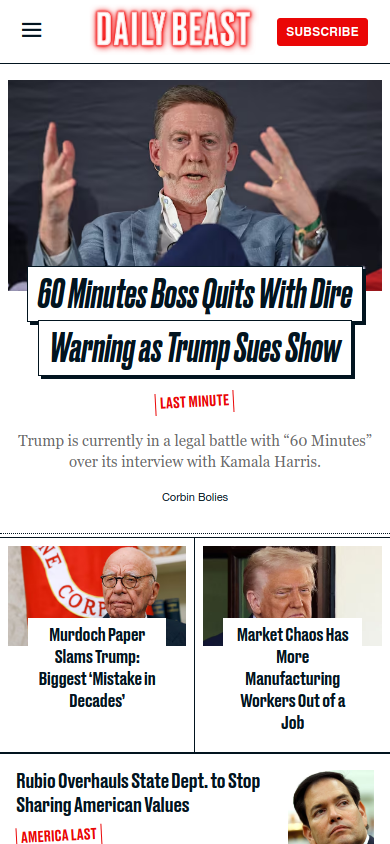 DAILY BEAST
SUBSCRIBE
60 Minutes Boss Quits With Dire
Warning as Trump Sues Show
LAST MINUTE
Trump is currently in a legal battle with “60 Minutes”
over its interview with Kamala Harris.
Corbin Bolies
NE CORP
Murdoch Paper
Slams Trump:
Biggest ‘Mistake in
Decades’
Market Chaos Has
More
Manufacturing
Workers Out of a
Job
Rubio Overhauls State Dept. to Stop
Sharing American Values
AMERICA LAST